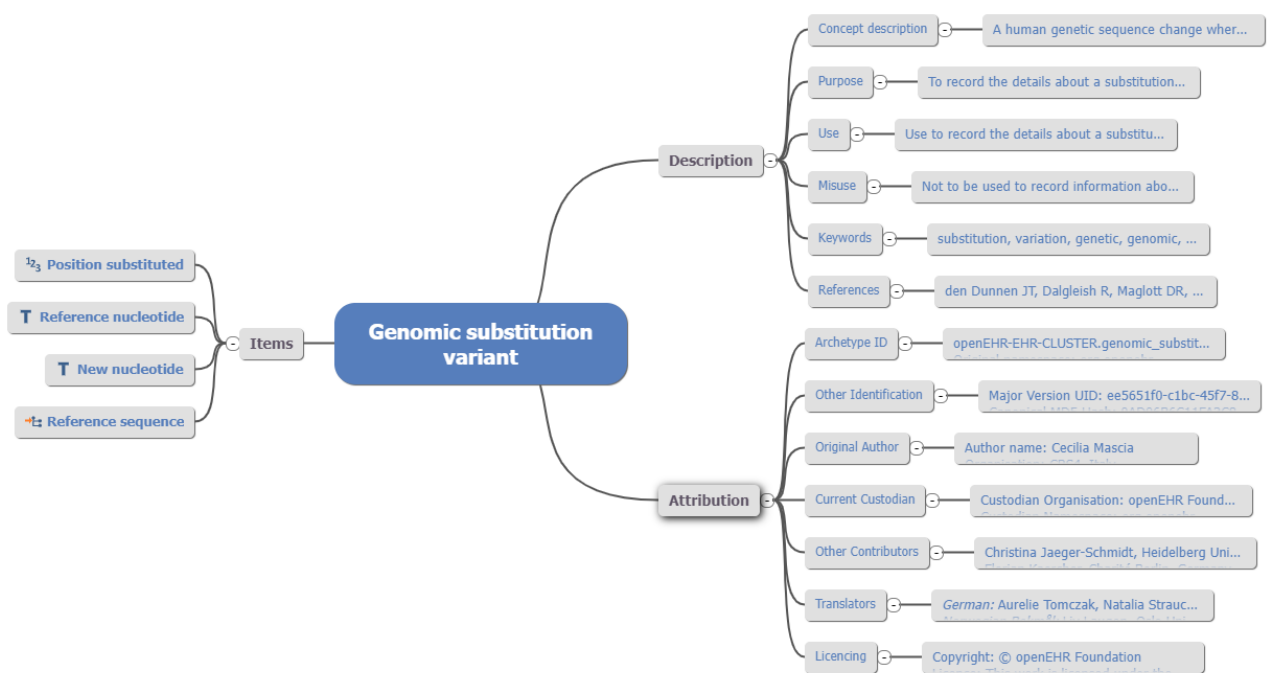 Concept description
A human genetic sequence change wher...
Purpose
To record the details about a substitution...
Use
Use to record the details about a substitu...
Description
Misuse
Not to be used to record information abo...
Keywords
substitution, variation, genetic, genomic, ...
References
den Dunnen JT, Dalgleish R, Maglott DR, ...
123 Position substituted
T Reference nucleotide
T New nucleotide
Reference sequence
Items
Genomic substitution
variant
Attribution
Archetype ID
openEHR-EHR-CLUSTER.genomic_substit...
Other Identification
Major Version UID: ee5651f0-c1bc-45f7-8...
Original Author
Author name: Cecilia Mascia
Current Custodian
Custodian Organisation: openEHR Found...
Other Contributors
Christina Jaeger-Schmidt, Heidelberg Uni...
Translators
German: Aurelie Tomczak, Natalia Strauc...
Licencing
Copyright: © openEHR Foundation